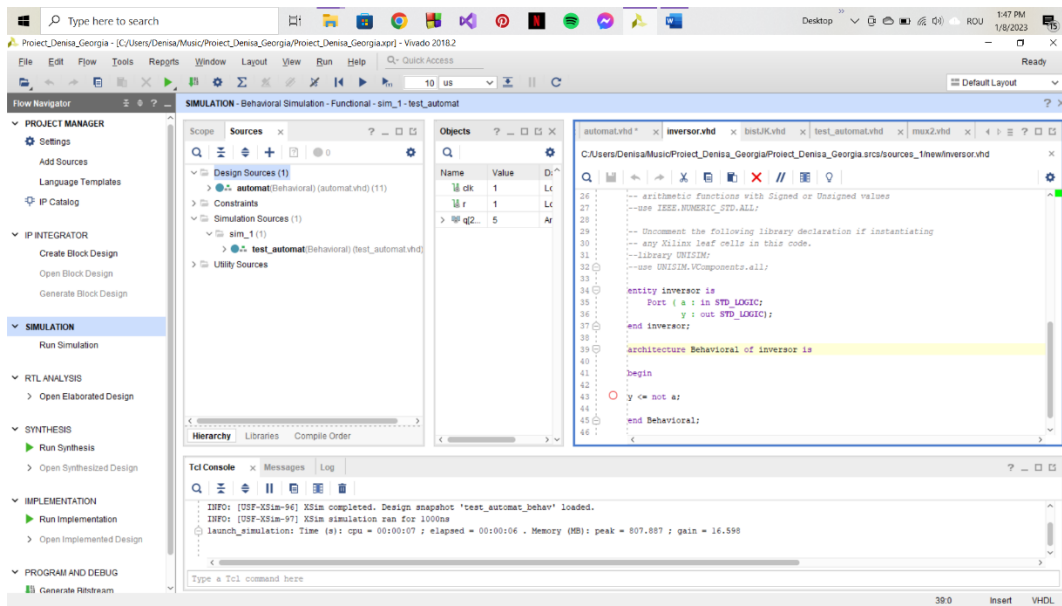 Type here to search
Desktop
ROU
1:47 PM
1/8/2023
Proiect_Denisa_Georgia - [C:/Users/Denisa/Music/Proiect_Denisa_Georgia/Proiect_Denisa_Georgia.xpr] - Vivado 2018.2
File Edit Flow Tools Reports Window Layout View Run Help Q- Quick Access
Ready
10 us
Default Layout
Flow Navigator
SIMULATION - Behavioral Simulation - Functional - sim_1 - test_automat
PROJECT MANAGER
Settings
Add Sources
Language Templates
IP Catalog
IP INTEGRATOR
Create Block Design
Open Block Design
Generate Block Design
SIMULATION
Run Simulation
RTL ANALYSIS
Open Elaborated Design
SYNTHESIS
Run Synthesis
Open Synthesized Design
IMPLEMENTATION
Run Implementation
Open Implemented Design
PROGRAM AND DEBUG
Generate Bitstream
Scope Sources
Design Sources (1)
automat(Behavioral) (automat.vhd) (11)
Constraints
Simulation Sources (1)
sim_1 (1)
test_automat(Behavioral) (test_automat.vhd)
Utility Sources
Hierarchy Libraries Compile Order
Objects
Name Value D.^
clk 1 Lc
r 1 Lc
q[2... 5 Ar
automat.vhd * inversor.vhd bistJK.vhd test_automat.vhd mux2.vhd
C:/Users/Denisa/Music/Proiect_Denisa_Georgia/Proiect_Denisa_Georgia.srcs/sources_1/new/inversor.vhd
26 -- arithmetic functions with Signed or Unsigned values
27 --use IEEE.NUMERIC_STD.ALL;
28
29 -- Uncomment the following library declaration if instantiating
30 -- any Xilinx leaf cells in this code.
31 --library UNISIM;
32 --use UNISIM.VComponents.all;
33
34 entity inversor is
35 Port ( a : in STD_LOGIC;
36 y : out STD_LOGIC);
37 end inversor;
38
39 architecture Behavioral of inversor is
40
41 begin
42
43 y <= not a;
44
45 end Behavioral;
46
Tcl Console Messages Log
INFO: [USF-XSim-96] XSim completed. Design snapshot 'test_automat_behav' loaded.
INFO: [USF-XSim-97] XSim simulation ran for 1000ns
launch_simulation: Time (s): cpu = 00:00:07 ; elapsed = 00:00:06 . Memory (MB): peak = 807.887 ; gain = 16.598
Type a Tcl command here
39:0 Insert VHDL